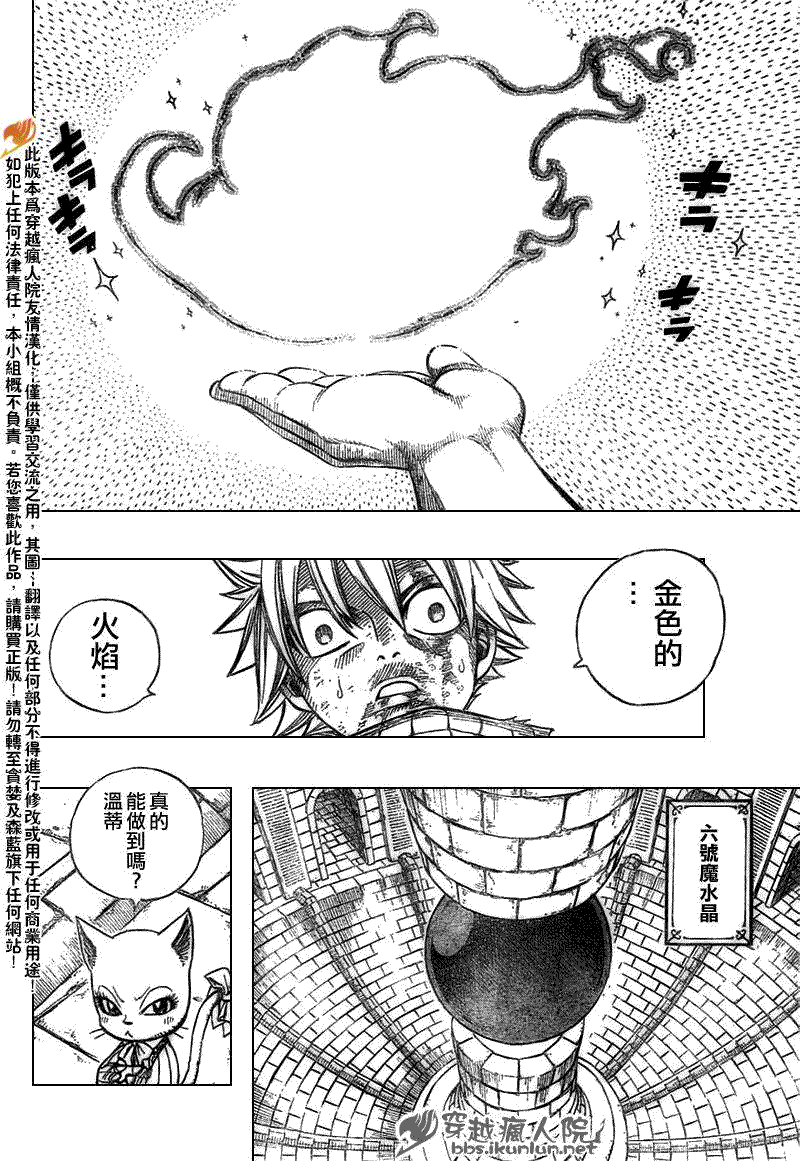 此版本爲穿越瘋人院友情漢化,僅供學習交流之用,其圖、翻譯以及任何部分不得進行修改或用于任何商業用途!
如犯上任何法律責任,本小組概不負責。若您喜歡此作品,請購買正版!請勿轉至貪婪及森藍旗下任何網站!
キラ
キラ
キラ
キラ
金色的
…
火焰…
六號魔水晶
真的
能做到嗎?
溫蒂
穿越瘋人院
bbs.ikunlun.net